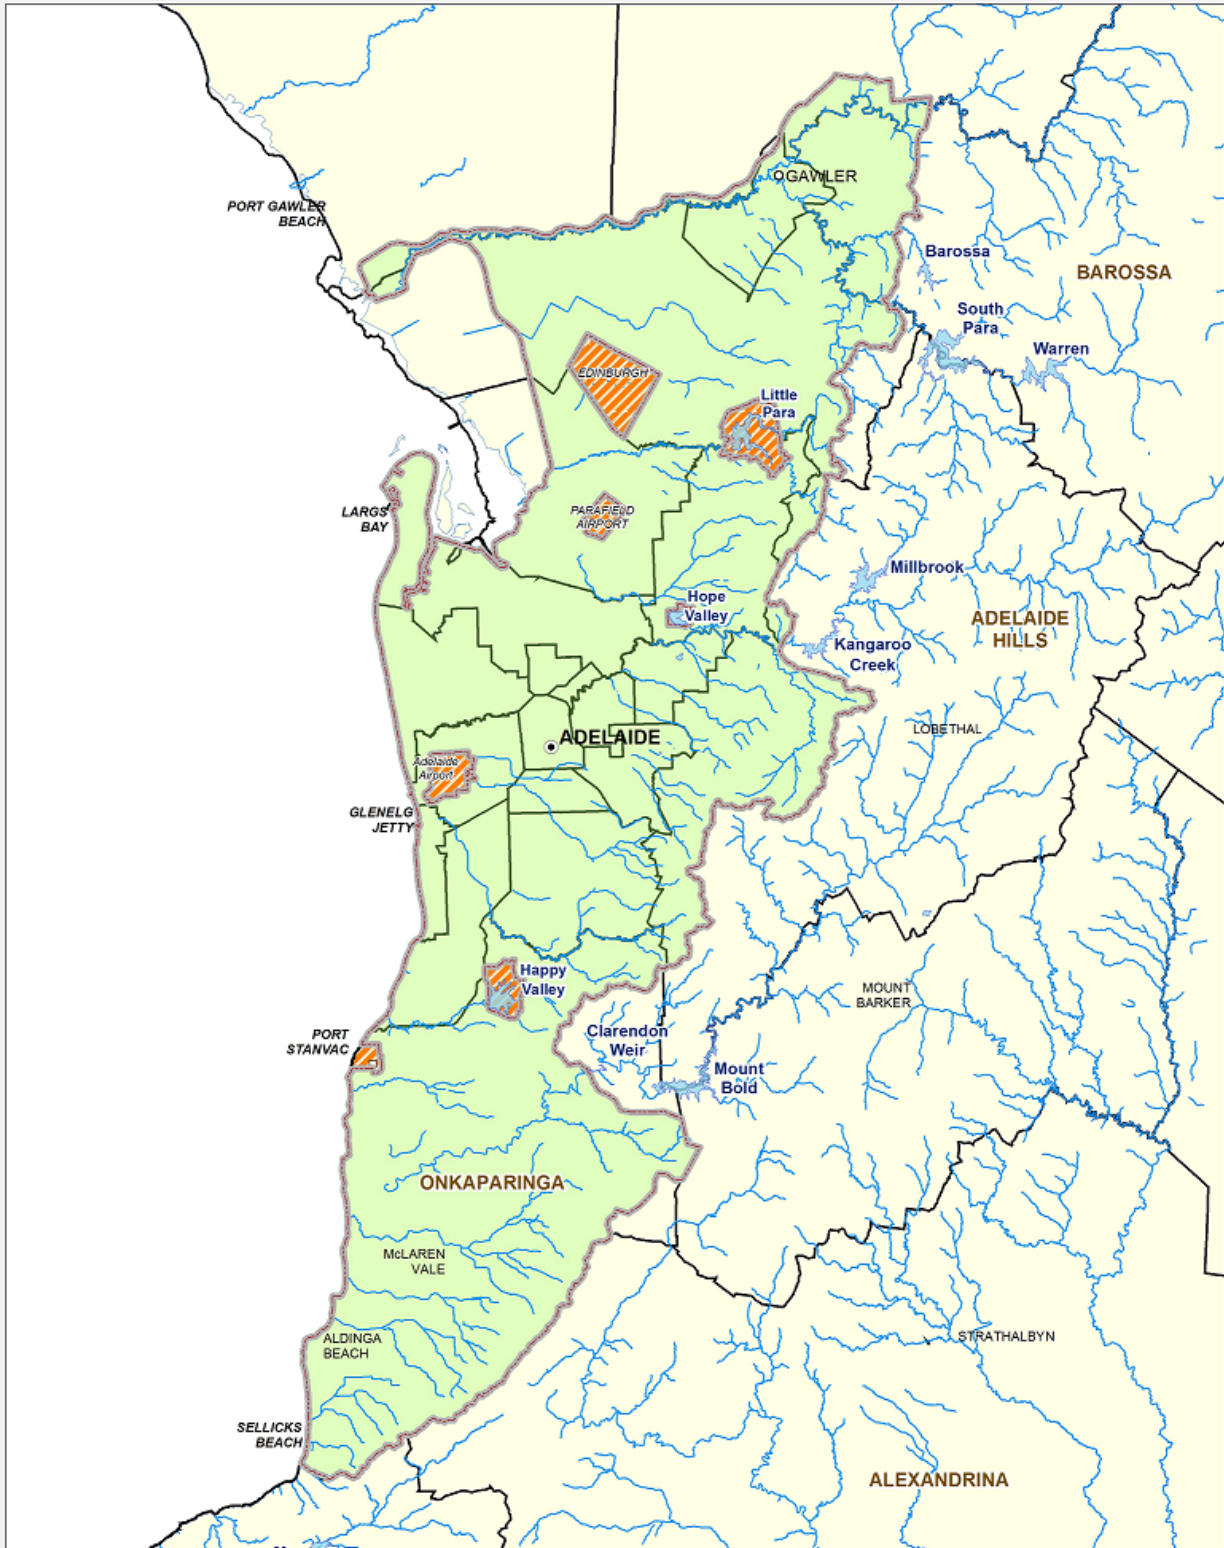 OGAWLER
PORT GAWLER
BEACH
Barossa
BAROSSA
South
Para
Warren
EDINBURGH
Little
Para
LARGS
BAY
PARAFIELD
AIRPORT
Millbrook
Hope
Valley
ADELAIDE
HILLS
Kangaroo
Creek
LOBETHAL
ADELAIDE
Adelaide
Airport
GLENELG
JETTY
Happy
Valley
MOUNT
BARKER
PORT
STANVAC
Clarendon
Weir
Mount
Bold
ONKAPARINGA
McLAREN
VALE
ALDINGA
BEACH
STRATHALBYN
SELLICKS
BEACH
ALEXANDRINA